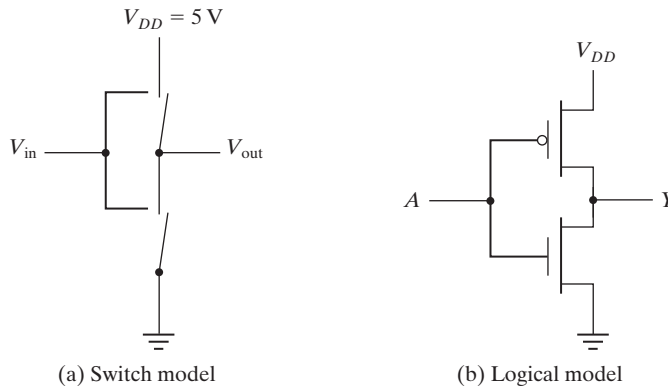 V_DD = 5 V
V_in
V_out
(a) Switch model
V_DD
A
Y
(b) Logical model